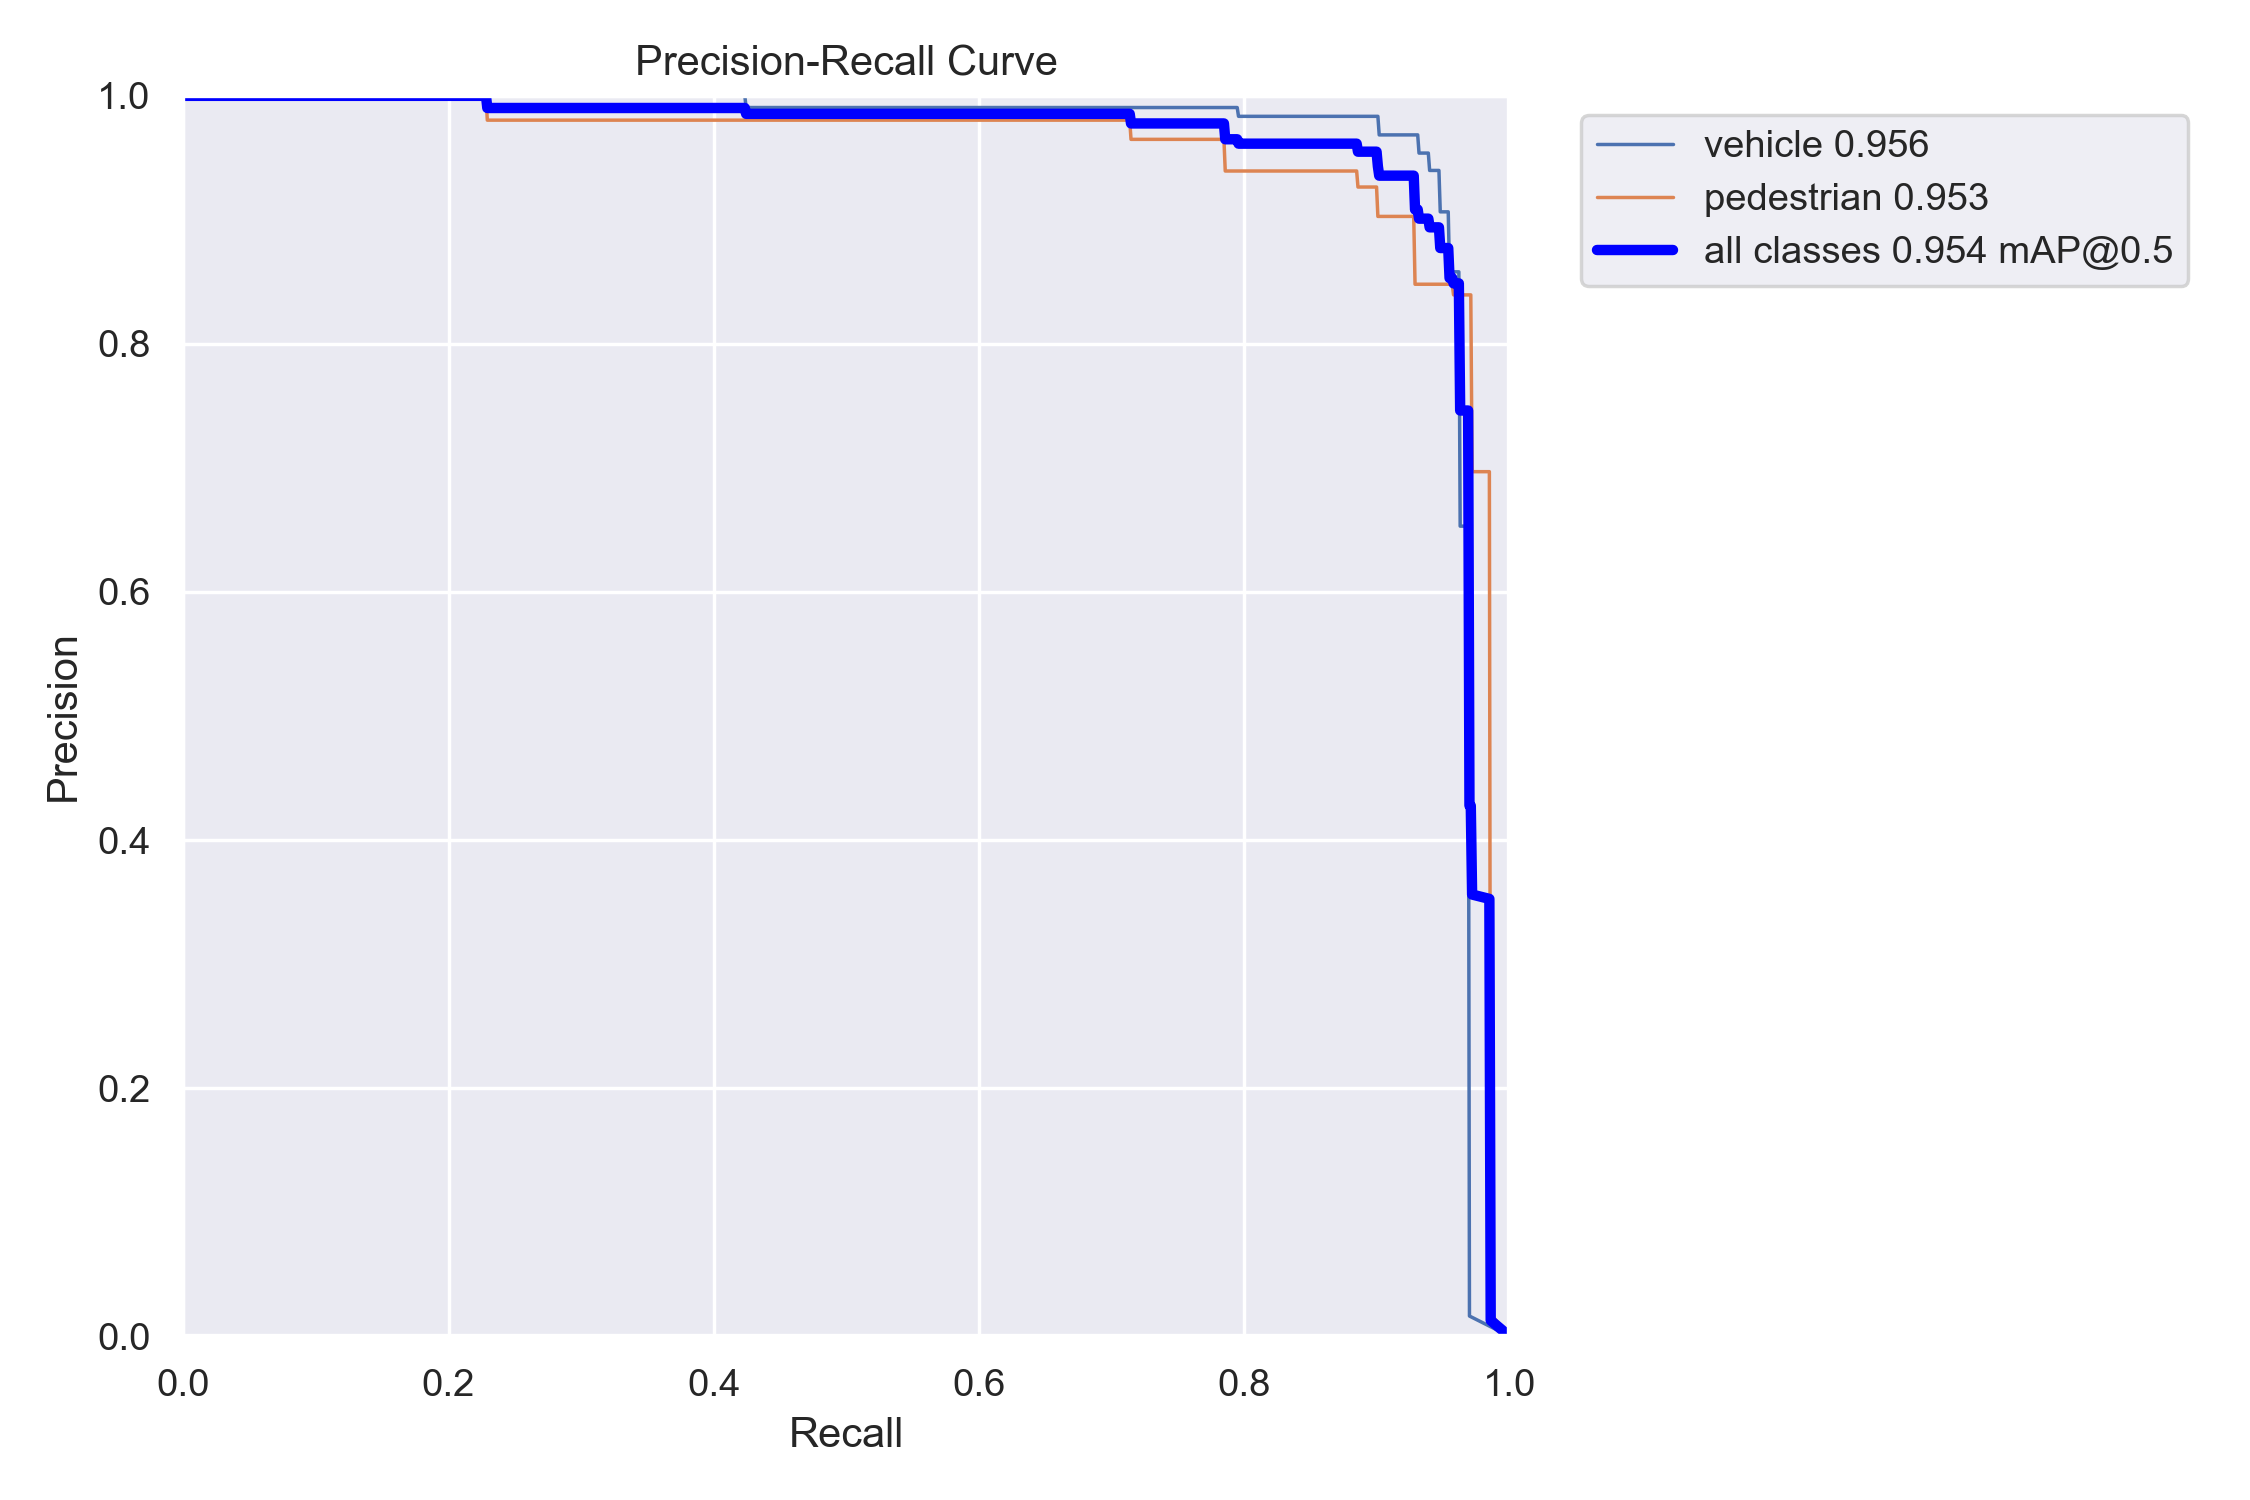 Precision-Recall Curve
1.0
0.8
0.6
0.4
0.2
0.0
Precision
0.0 0.2 0.4 0.6 0.8 1.0
Recall
vehicle 0.956
pedestrian 0.953
all classes 0.954 mAP@0.5